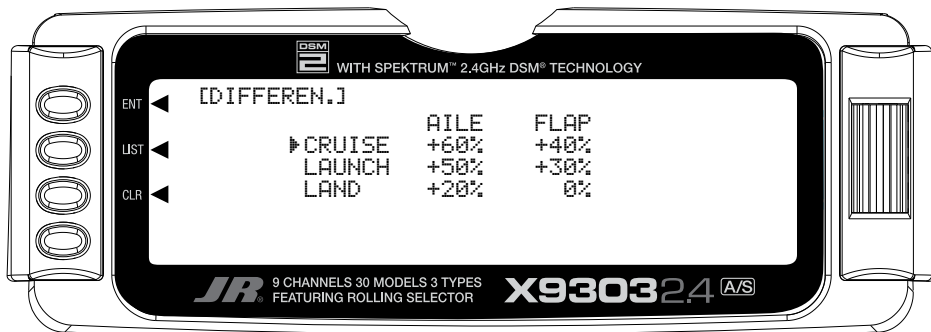 DSM
2
WITH SPEKTRUM™ 2.4GHz DSM® TECHNOLOGY
ENT
LIST
CLR
[DIFFEREN.]
AILE FLAP
CRUISE +60% +40%
LAUNCH +50% +30%
LAND +20% 0%
JR®
9 CHANNELS 30 MODELS 3 TYPES
FEATURING ROLLING SELECTOR
X9303 2.4 A/S